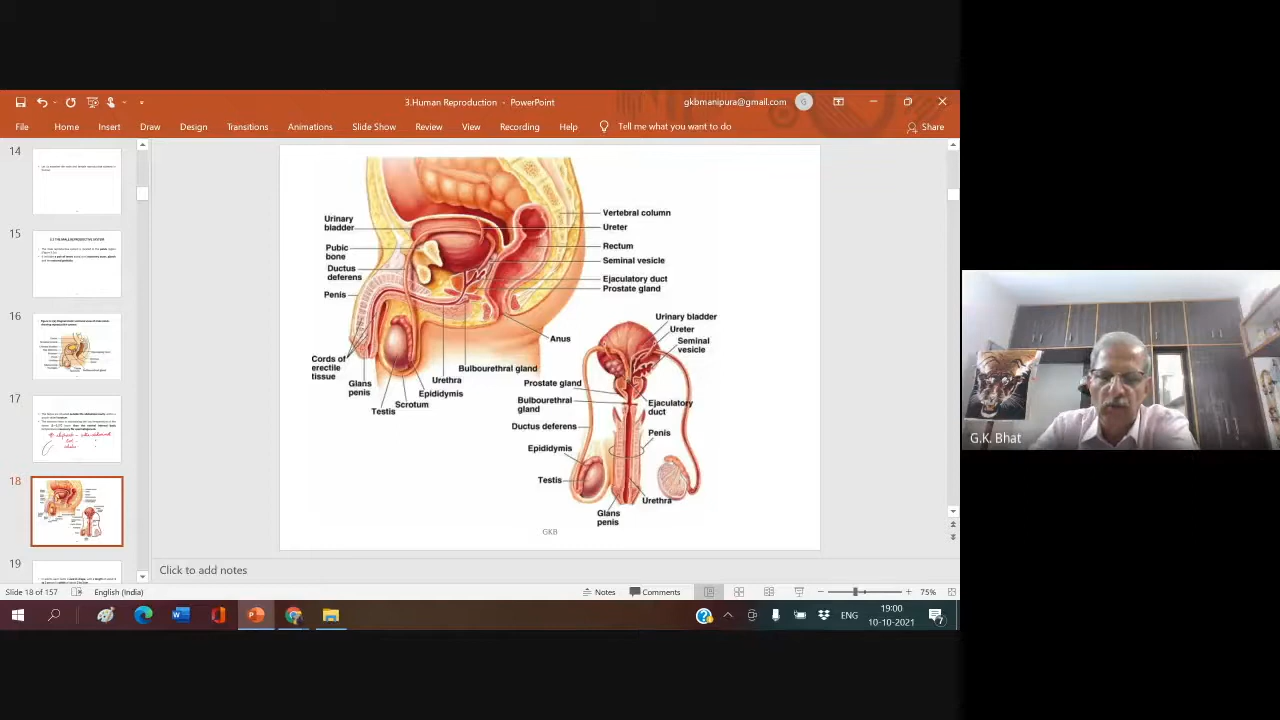 3.Human Reproduction - PowerPoint
gkbmanipura@gmail.com
G
File Home Insert Draw Design Transitions Animations Slide Show Review View Recording Help Tell me what you want to do Share
14
15
16
17
18
19
Urinary
bladder
Pubic
bone
Ductus
deferens
Penis
Cords of
erectile
tissue
Glans
penis
Testis
Scrotum
Epididymis
Urethra
Bulbourethral gland
Anus
Vertebral column
Ureter
Rectum
Seminal vesicle
Ejaculatory duct
Prostate gland
Urinary bladder
Ureter
Seminal
vesicle
Prostate gland
Bulbourethral
gland
Ejaculatory
duct
Ductus deferens
Penis
Epididymis
Testis
Urethra
Glans
penis
GKB
Click to add notes
Slide 18 of 157 English (India) Notes Comments 75%
ENG
19:00
10-10-2021
7
G.K. Bhat